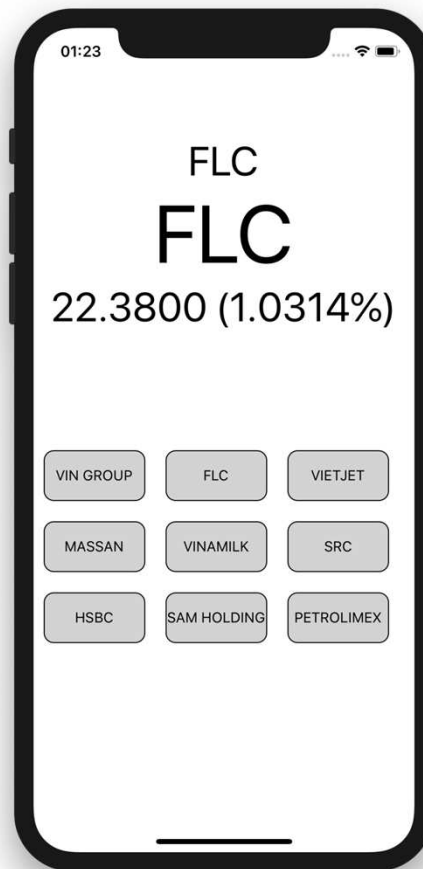 01:23
FLC
FLC
22.3800 (1.0314%)
VIN GROUP FLC VIETJET
MASSAN VINAMILK SRC
HSBC SAM HOLDING PETROLIMEX